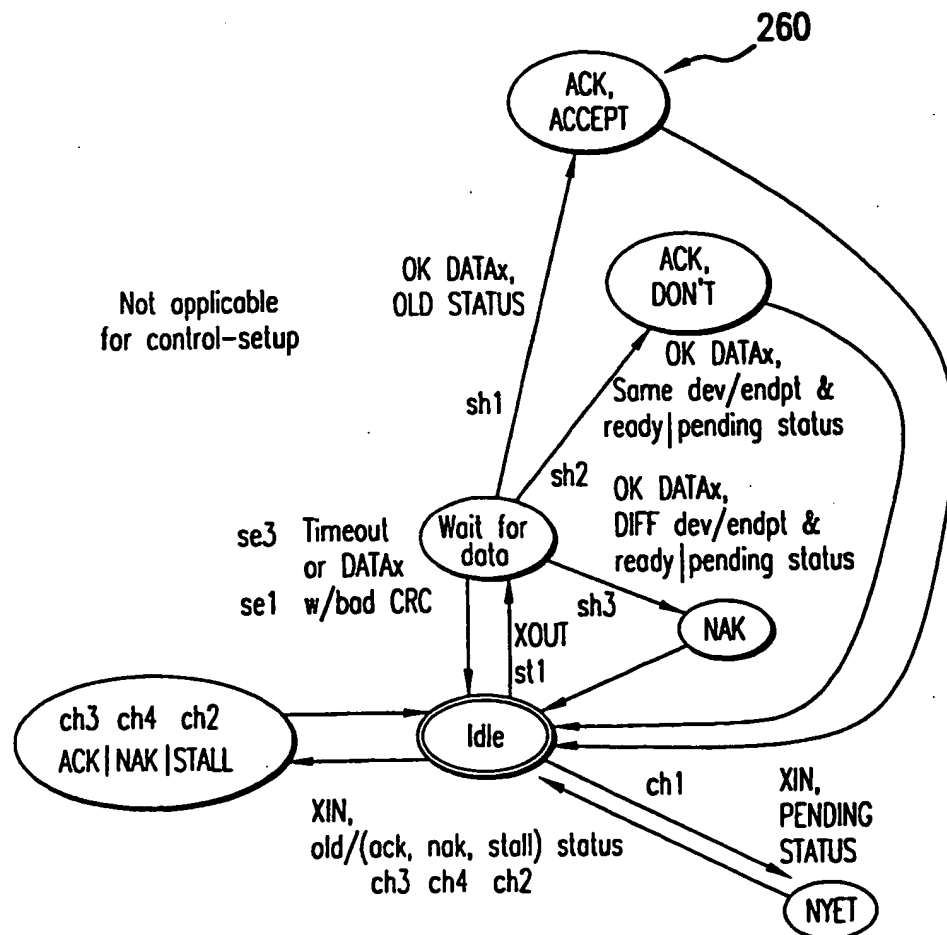 260
ACK,
ACCEPT
OK DATAx,
OLD STATUS
Not applicable
for control-setup
ACK,
DON'T
OK DATAx,
Same dev/endpt &
ready|pending status
sh1
sh2
OK DATAx,
DIFF dev/endpt &
ready|pending status
Wait for
data
se3 Timeout
or DATAx
se1 w/bad CRC
sh3
XOUT
st1
NAK
ch3 ch4 ch2
ACK|NAK|STALL
Idle
XIN,
old/(ack, nak, stall) status
ch3 ch4 ch2
ch1
XIN,
PENDING
STATUS
NYET